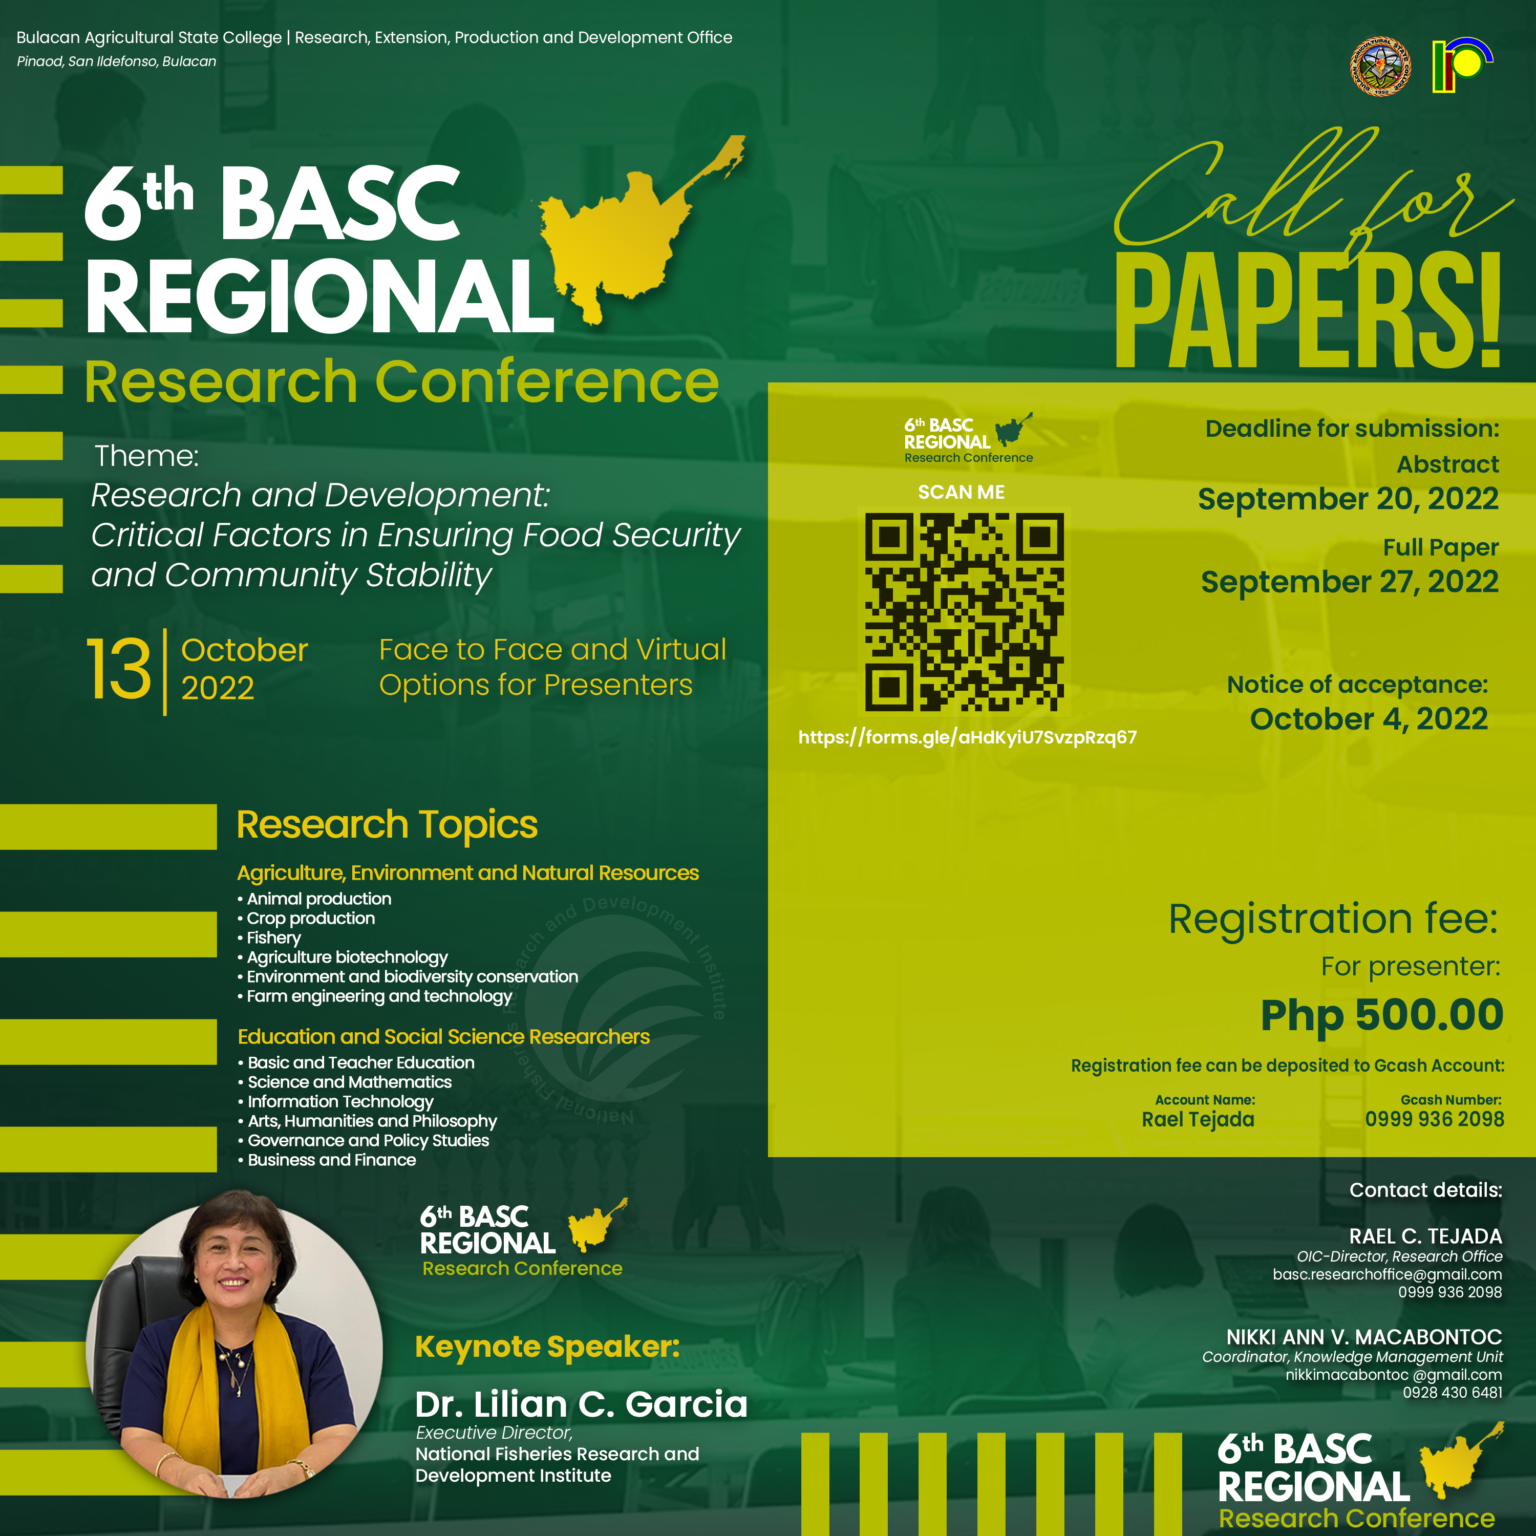 Bulacan Agricultural State College | Research, Extension, Production and Development Office
Pinaod, San Ildefonso, Bulacan
6th BASC
REGIONAL
Research Conference
Theme:
Research and Development:
Critical Factors in Ensuring Food Security
and Community Stability
13
October
2022
Face to Face and Virtual
Options for Presenters
Call for
PAPERS!
6th BASC
REGIONAL
Research Conference
SCAN ME
https://forms.gle/aHdKyiU7SvzpRzq67
Deadline for submission:
Abstract
September 20, 2022
Full Paper
September 27, 2022
Notice of acceptance:
October 4, 2022
Research Topics
Agriculture, Environment and Natural Resources
• Animal production
• Crop production
• Fishery
• Agriculture biotechnology
• Environment and biodiversity conservation
• Farm engineering and technology
Education and Social Science Researchers
• Basic and Teacher Education
• Science and Mathematics
• Information Technology
• Arts, Humanities and Philosophy
• Governance and Policy Studies
• Business and Finance
National Fisheries Research and Development Institute
Registration fee:
For presenter:
Php 500.00
Registration fee can be deposited to Gcash Account:
Account Name:
Rael Tejada
Gcash Number:
0999 936 2098
6th BASC
REGIONAL
Research Conference
Keynote Speaker:
Dr. Lilian C. Garcia
Executive Director,
National Fisheries Research and
Development Institute
Contact details:
RAEL C. TEJADA
OIC-Director, Research Office
basc.researchoffice@gmail.com
0999 936 2098
NIKKI ANN V. MACABONTOC
Coordinator, Knowledge Management Unit
nikkimacabontoc @gmail.com
0928 430 6481
6th BASC
REGIONAL
Research Conference